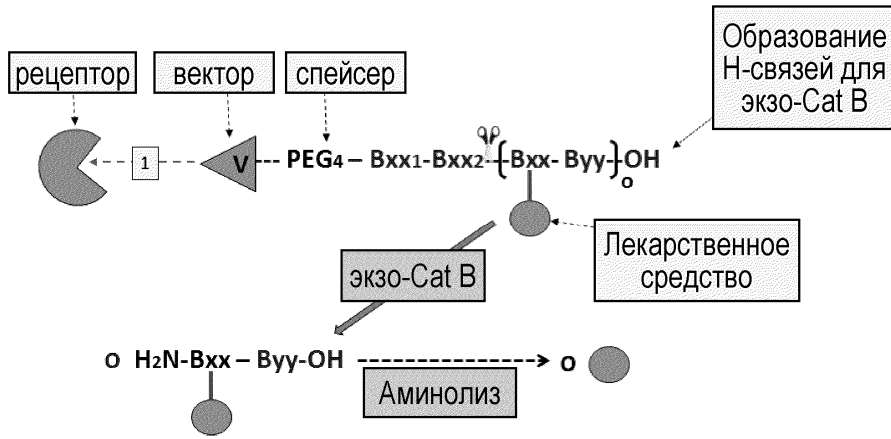 Образование
Н-связей для
экзо-Cat B
рецептор
вектор
спейсер
1
V
PEG4 – Bxx1-Bxx2-(Bxx- Byy)-OH
o
Лекарственное
средство
экзо-Cat B
o H2N-Bxx – Byy-OH
o
Аминолиз